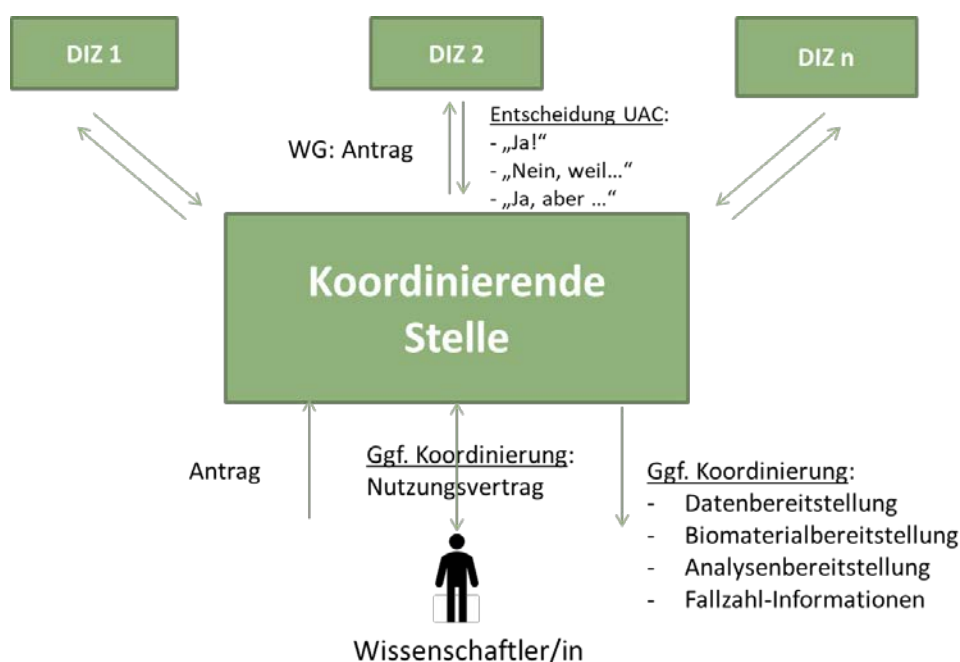 DIZ 1
DIZ 2
DIZ n
WG: Antrag
Entscheidung UAC:
- „Ja!“
- „Nein, weil...“
- „Ja, aber ...“
Koordinierende
Stelle
Antrag
Ggf. Koordinierung:
Nutzungsvertrag
Ggf. Koordinierung:
- Datenbereitstellung
- Biomaterialbereitstellung
- Analysenbereitstellung
- Fallzahl-Informationen
Wissenschaftler/in